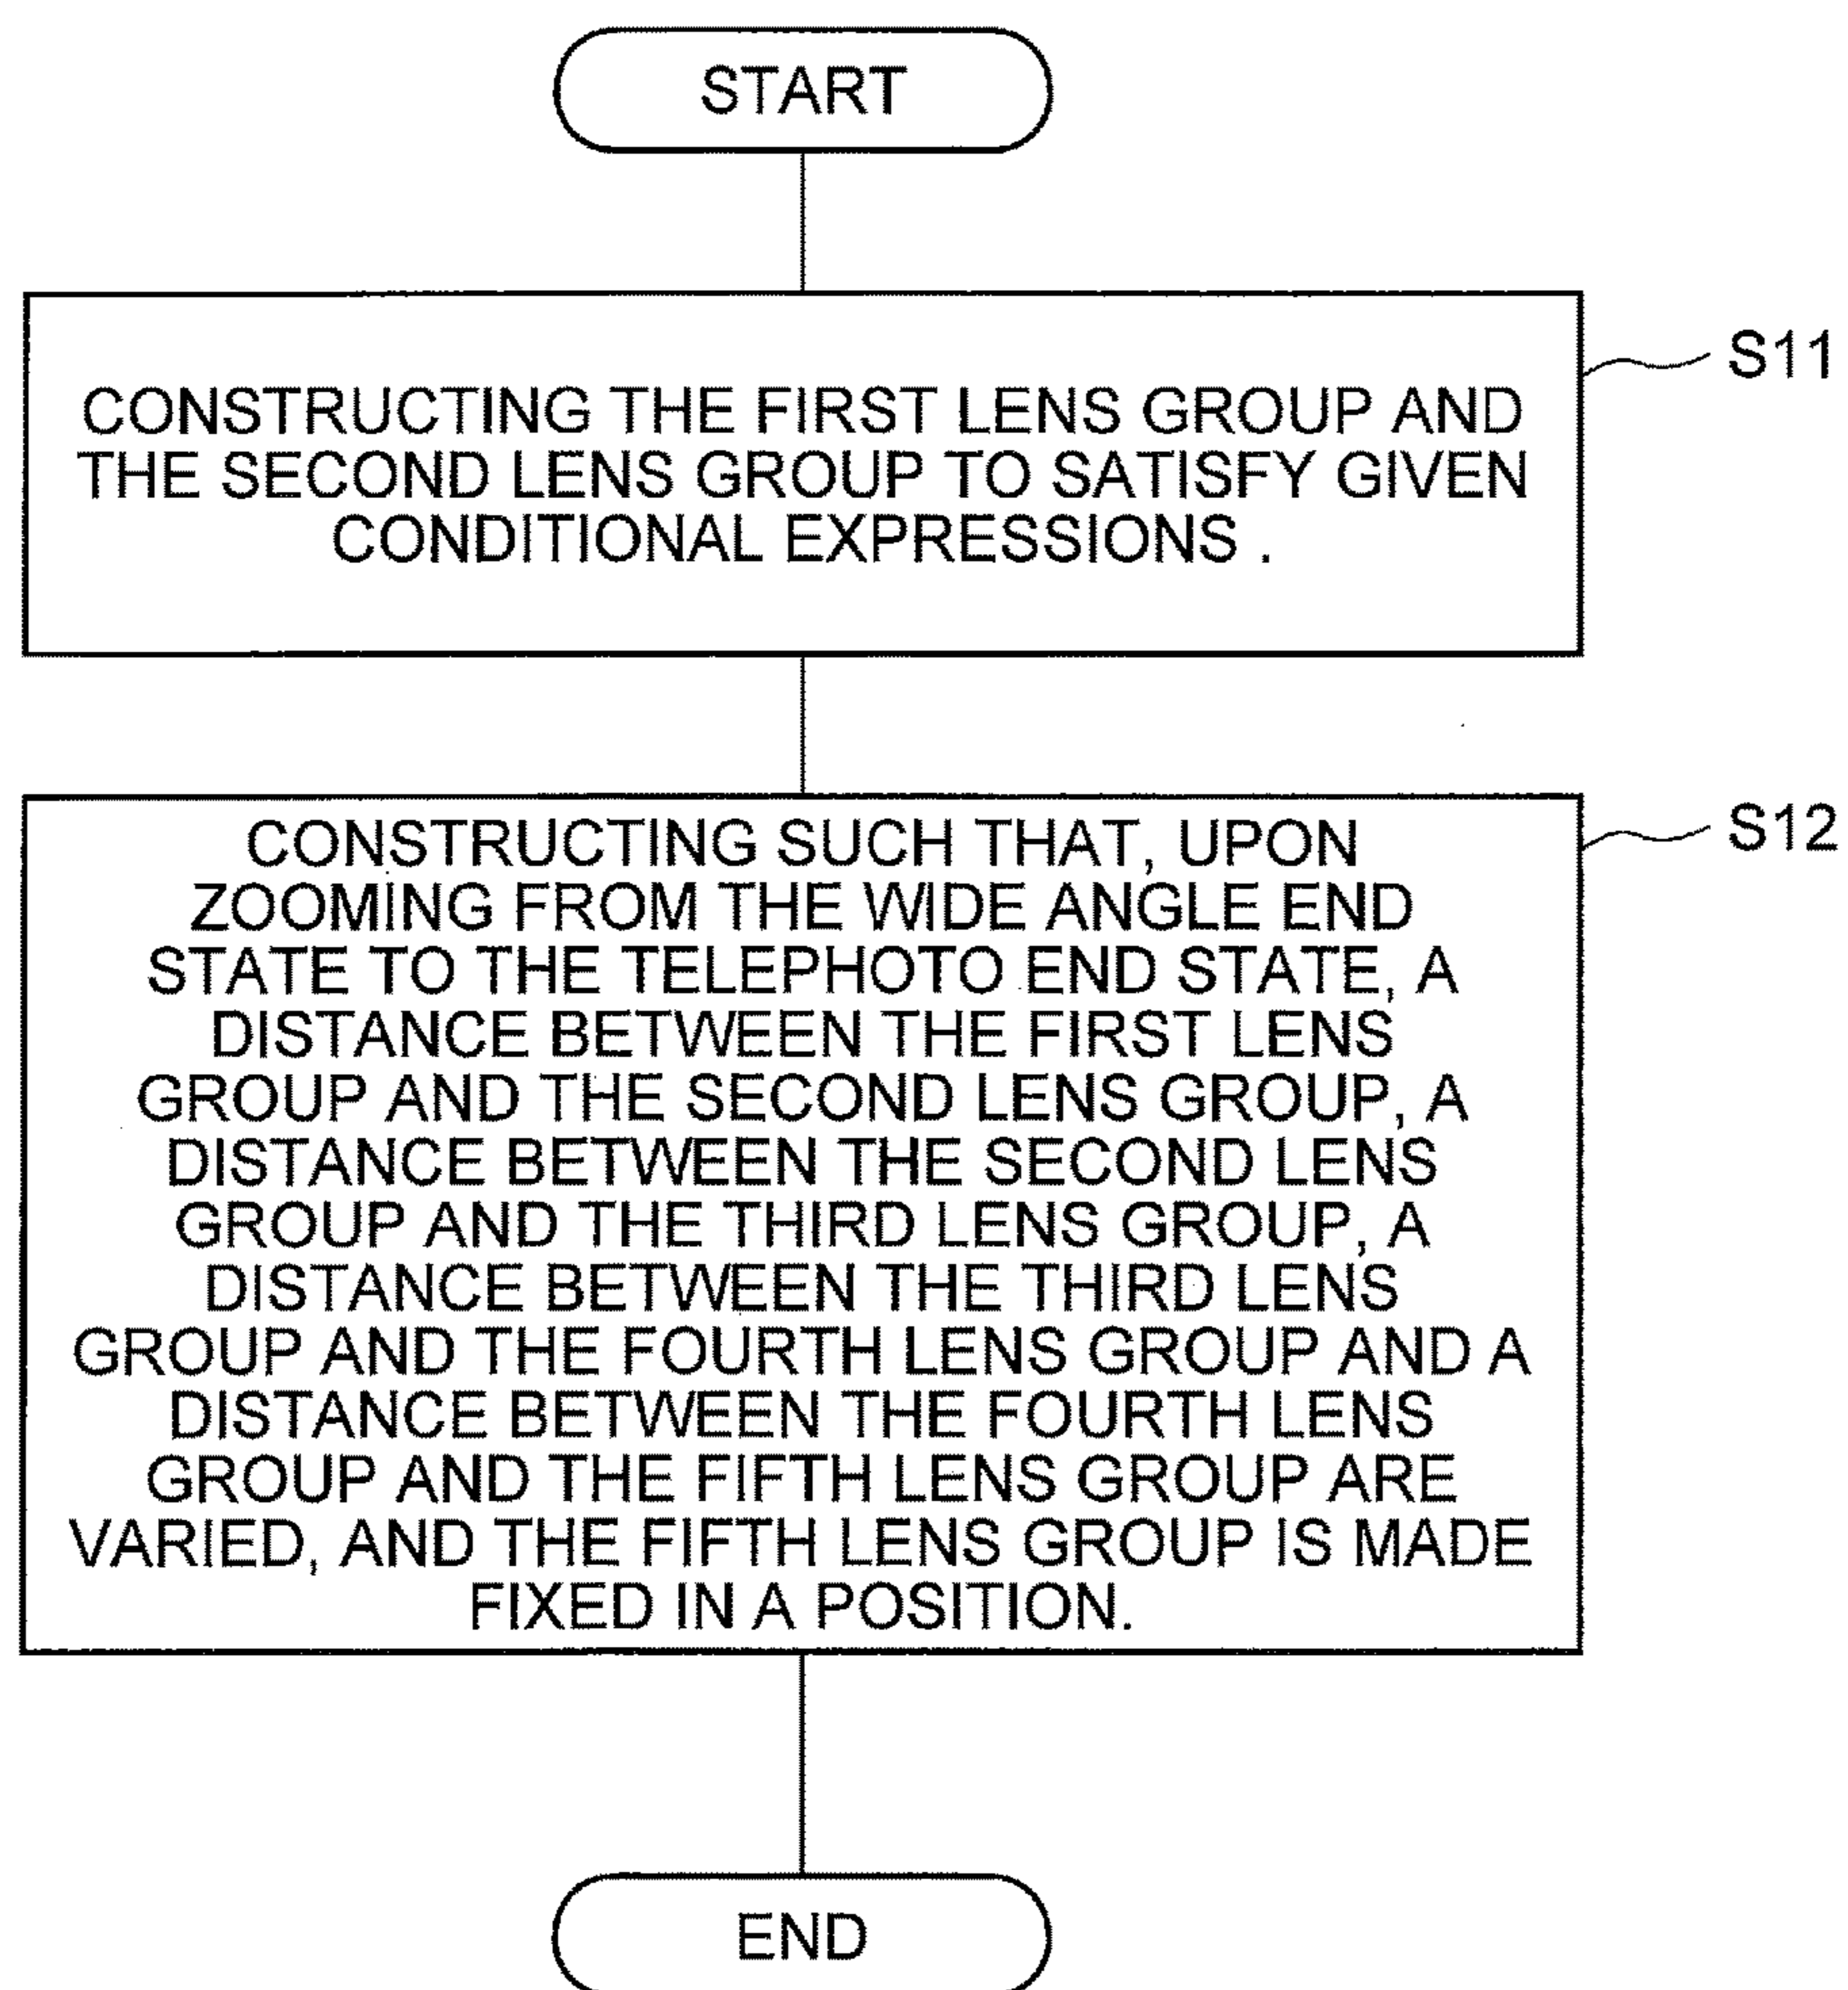 START
S11
CONSTRUCTING THE FIRST LENS GROUP AND
THE SECOND LENS GROUP TO SATISFY GIVEN
CONDITIONAL EXPRESSIONS .
S12
CONSTRUCTING SUCH THAT, UPON
ZOOMING FROM THE WIDE ANGLE END
STATE TO THE TELEPHOTO END STATE, A
DISTANCE BETWEEN THE FIRST LENS
GROUP AND THE SECOND LENS GROUP, A
DISTANCE BETWEEN THE SECOND LENS
GROUP AND THE THIRD LENS GROUP, A
DISTANCE BETWEEN THE THIRD LENS
GROUP AND THE FOURTH LENS GROUP AND A
DISTANCE BETWEEN THE FOURTH LENS
GROUP AND THE FIFTH LENS GROUP ARE
VARIED, AND THE FIFTH LENS GROUP IS MADE
FIXED IN A POSITION.
END